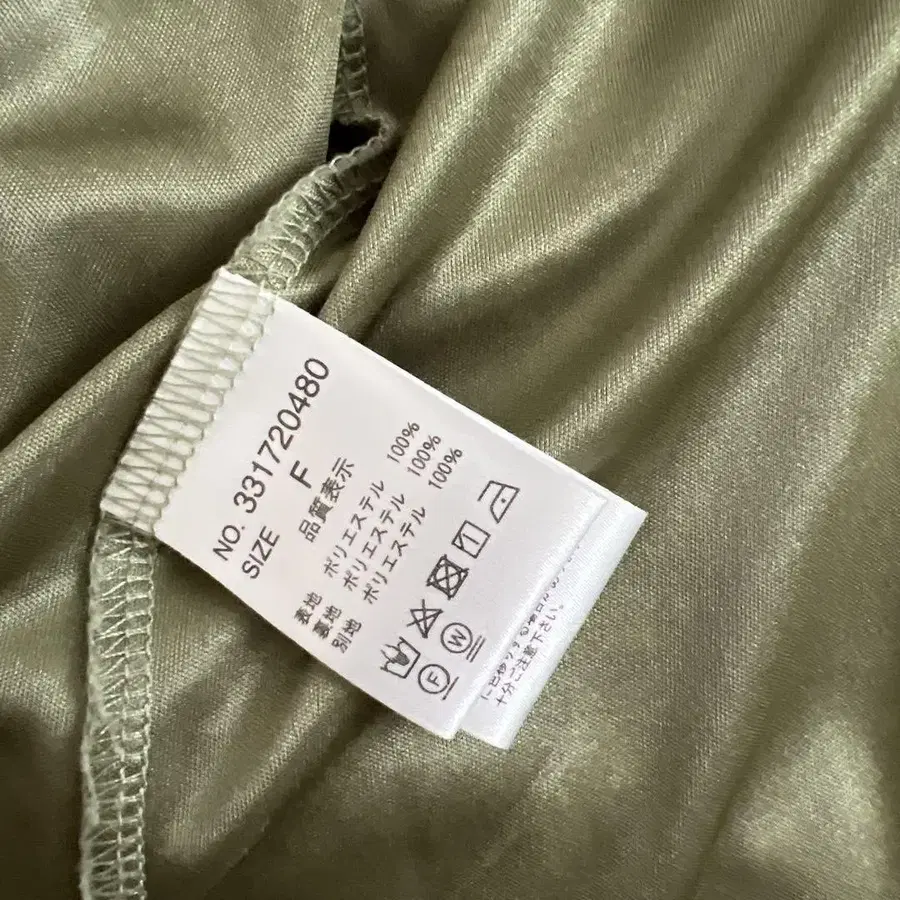 NO. 331720480
SIZE F
品質表示
表地 ポリエステル 100%
裏地 ポリエステル 100%
別地 ポリエステル 100%
F W
十分ご注意下さい。